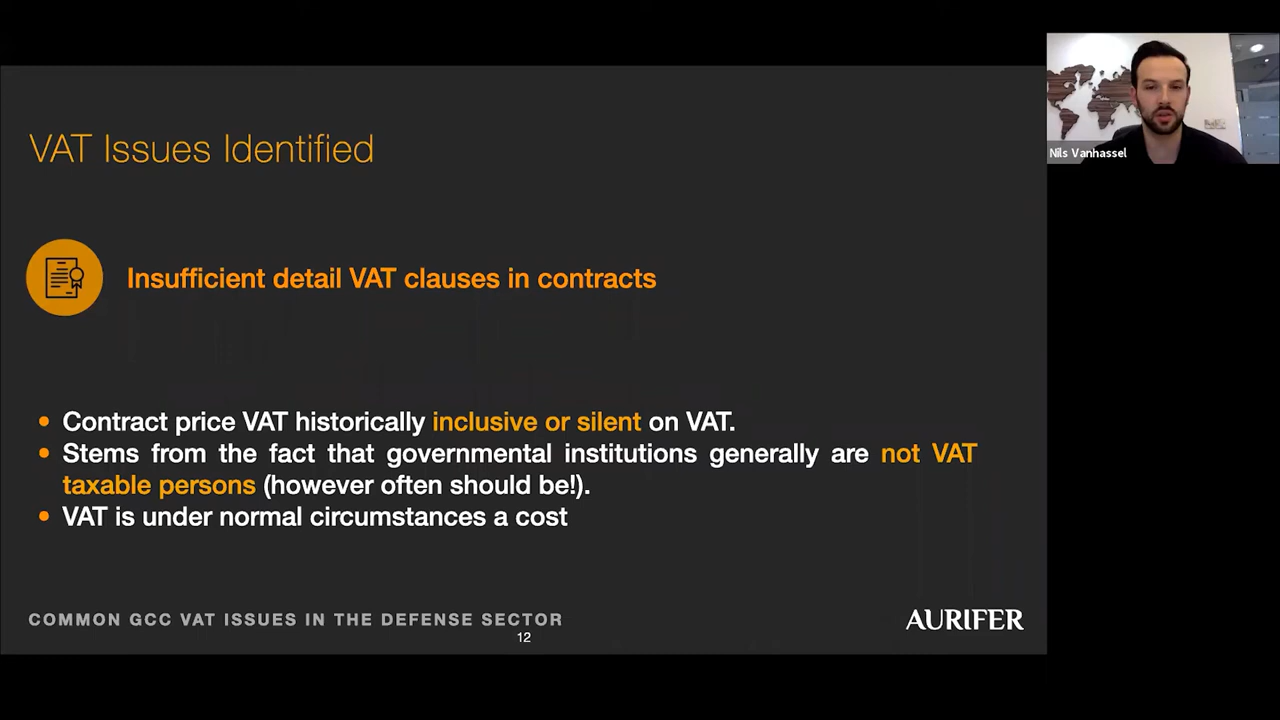 VAT Issues Identified
Nils Vanhassel
Insufficient detail VAT clauses in contracts
Contract price VAT historically inclusive or silent on VAT.
Stems from the fact that governmental institutions generally are not VAT
taxable persons (however often should be!).
VAT is under normal circumstances a cost
COMMON GCC VAT ISSUES IN THE DEFENSE SECTOR
AURIFER
12